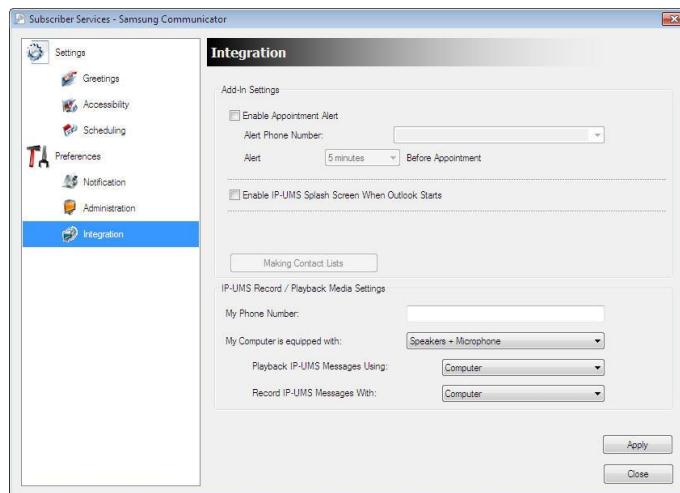 Subscriber Services - Samsung Communicator
Settings
Greetings
Accessibility
Scheduling
Preferences
Notification
Administration
Integration
Integration
Add-In Settings
Enable Appointment Alert
Alert Phone Number:
Alert 5 minutes Before Appointment
Enable IP-UMS Splash Screen When Outlook Starts
Making Contact Lists
IP-UMS Record / Playback Media Settings
My Phone Number:
My Computer is equipped with: Speakers + Microphone
Playback IP-UMS Messages Using: Computer
Record IP-UMS Messages With: Computer
Apply
Close